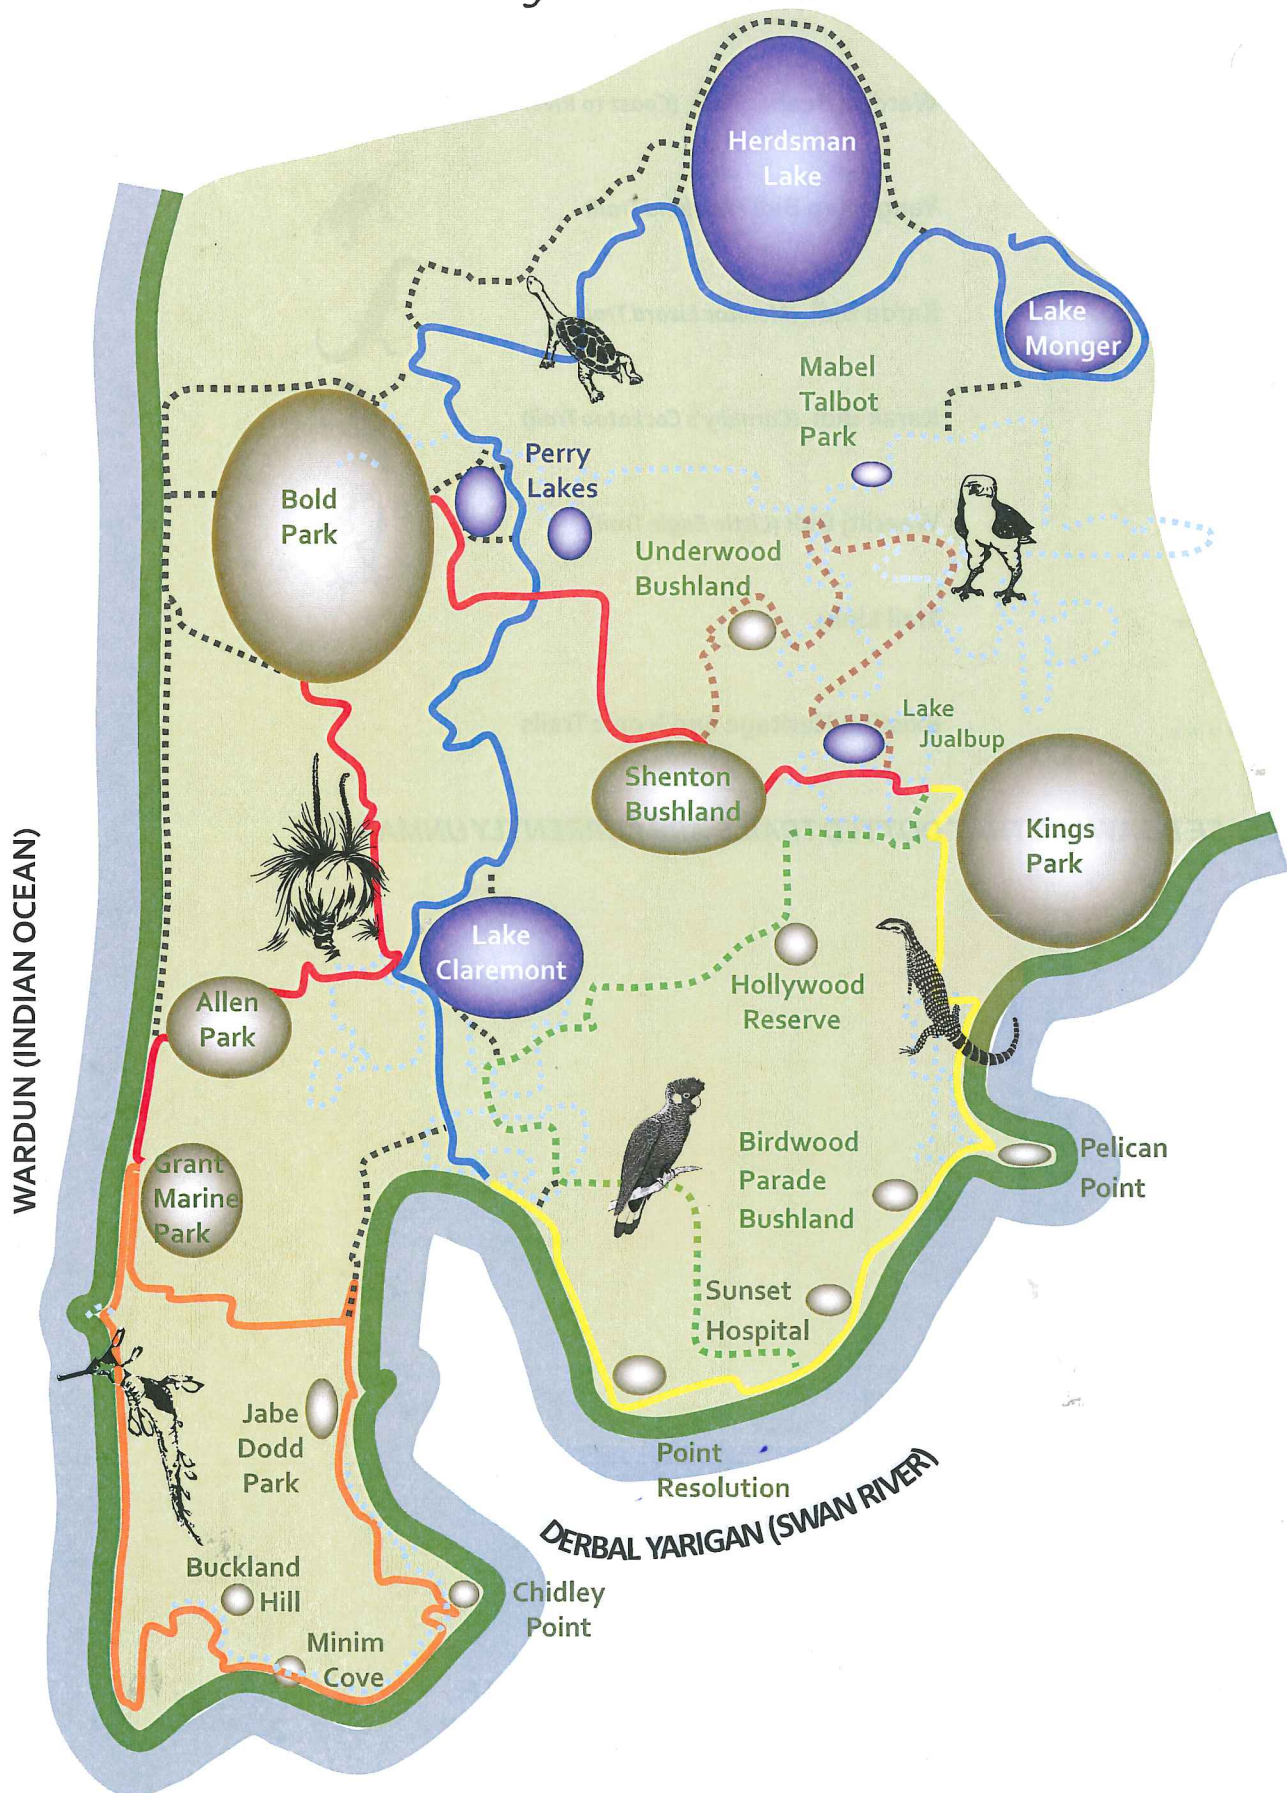 Herdsman
Lake
Lake
Monger
Mabel
Talbot
Park
Perry
Lakes
Bold
Park
Underwood
Bushland
Lake
Jualbup
Shenton
Bushland
Kings
Park
WARDUN (INDIAN OCEAN)
Lake
Claremont
Hollywood
Reserve
Allen
Park
Birdwood
Parade
Bushland
Pelican
Point
Grant
Marine
Park
Sunset
Hospital
Jabe
Dodd
Park
Point
Resolution
DERBAL YARIGAN (SWAN RIVER)
Buckland
Hill
Chidley
Point
Minim
Cove